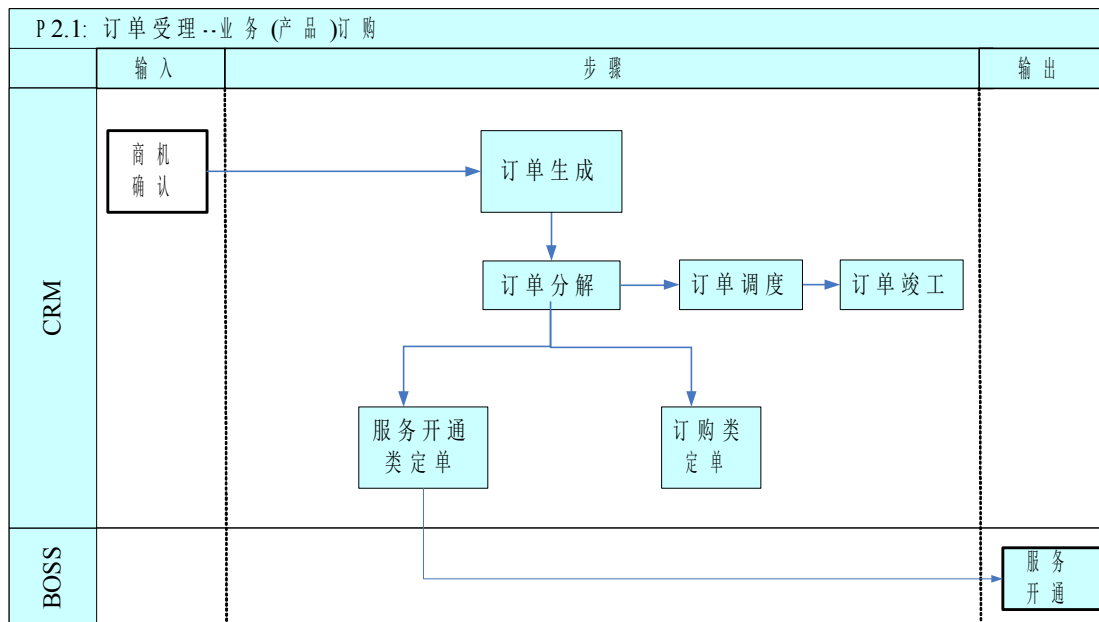 P 2.1: 订单受理--业务(产品)订购
输入 步骤 输出
CRM
商机
确认
订单生成
订单分解 订单调度 订单竣工
服务开通
类定单
订购类
定单
BOSS
服务
开通